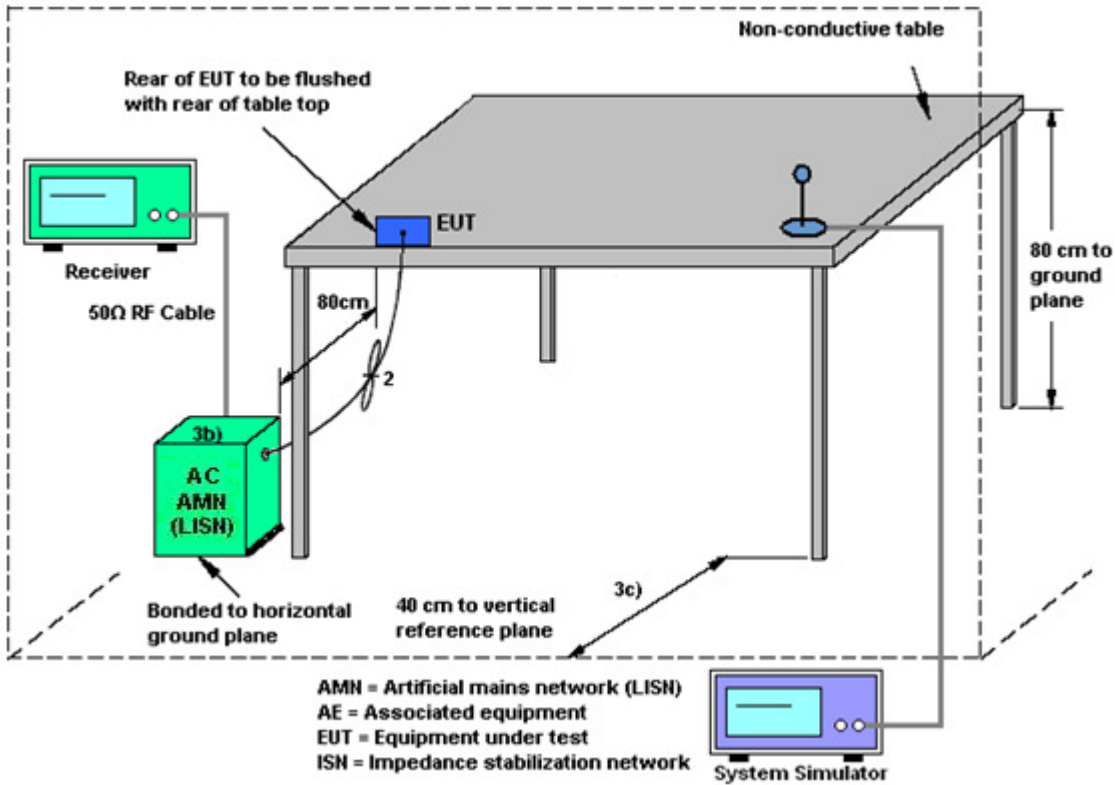 Non-conductive table
Rear of EUT to be flushed
with rear of table top
EUT
Receiver
80 cm to
ground
plane
50Ω RF Cable
80cm
2
3b)
AC
AMN
(LISN)
3c)
Bonded to horizontal
ground plane
40 cm to vertical
reference plane
AMN = Artificial mains network (LISN)
AE = Associated equipment
EUT = Equipment under test
ISN = Impedance stabilization network
System Simulator